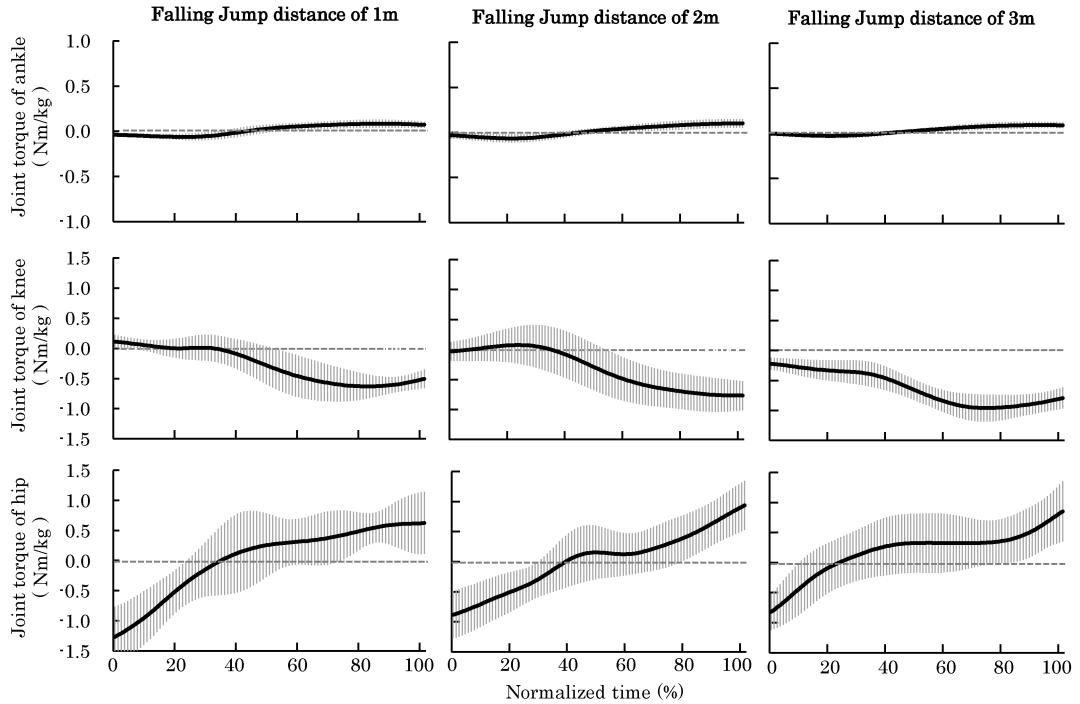 Falling Jump distance of 1m
Falling Jump distance of 2m
Falling Jump distance of 3m
Joint torque of ankle
( Nm/kg )
1.0
0.5
0.0
-0.5
-1.0
Joint torque of knee
( Nm/kg )
1.5
1.0
0.5
0.0
-0.5
-1.0
-1.5
Joint torque of hip
( Nm/kg )
1.5
1.0
0.5
0.0
-0.5
-1.0
-1.5
0 20 40 60 80 100
0 20 40 60 80 100
0 20 40 60 80 100
Normalized time (%)